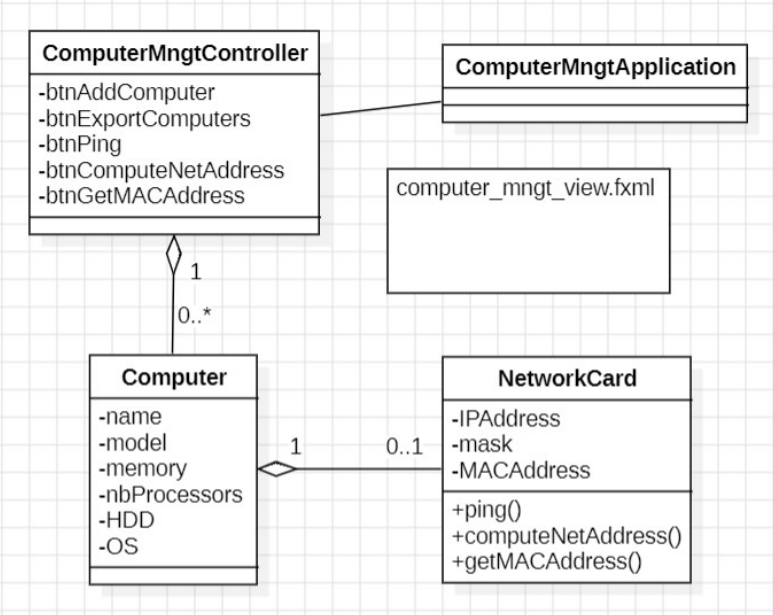 ComputerMngtController
-btnAddComputer
-btnExportComputers
-btnPing
-btnComputeNetAddress
-btnGetMACAddress
ComputerMngtApplication
computer_mngt_view.fxml
1
0..*
Computer
-name
-model
-memory
-nbProcessors
-HDD
-OS
1
0..1
NetworkCard
-IPAddress
-mask
-MACAddress
+ping()
+computeNetAddress()
+getMACAddress()